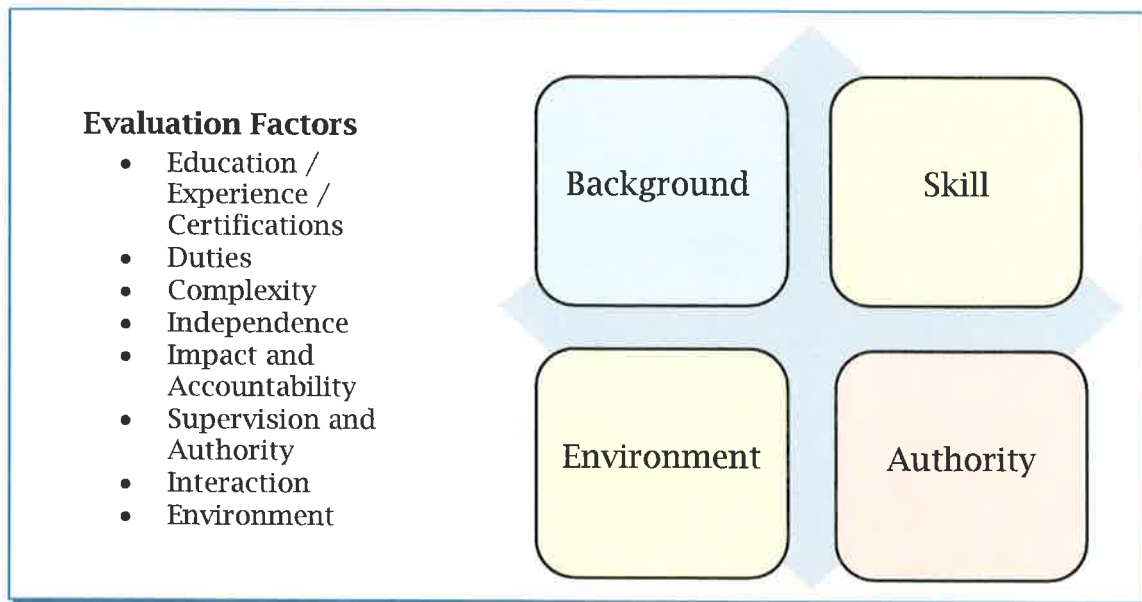 Evaluation Factors
• Education /
Experience /
Certifications
• Duties
• Complexity
• Independence
• Impact and
Accountability
• Supervision and
Authority
• Interaction
• Environment
Background
Skill
Environment
Authority